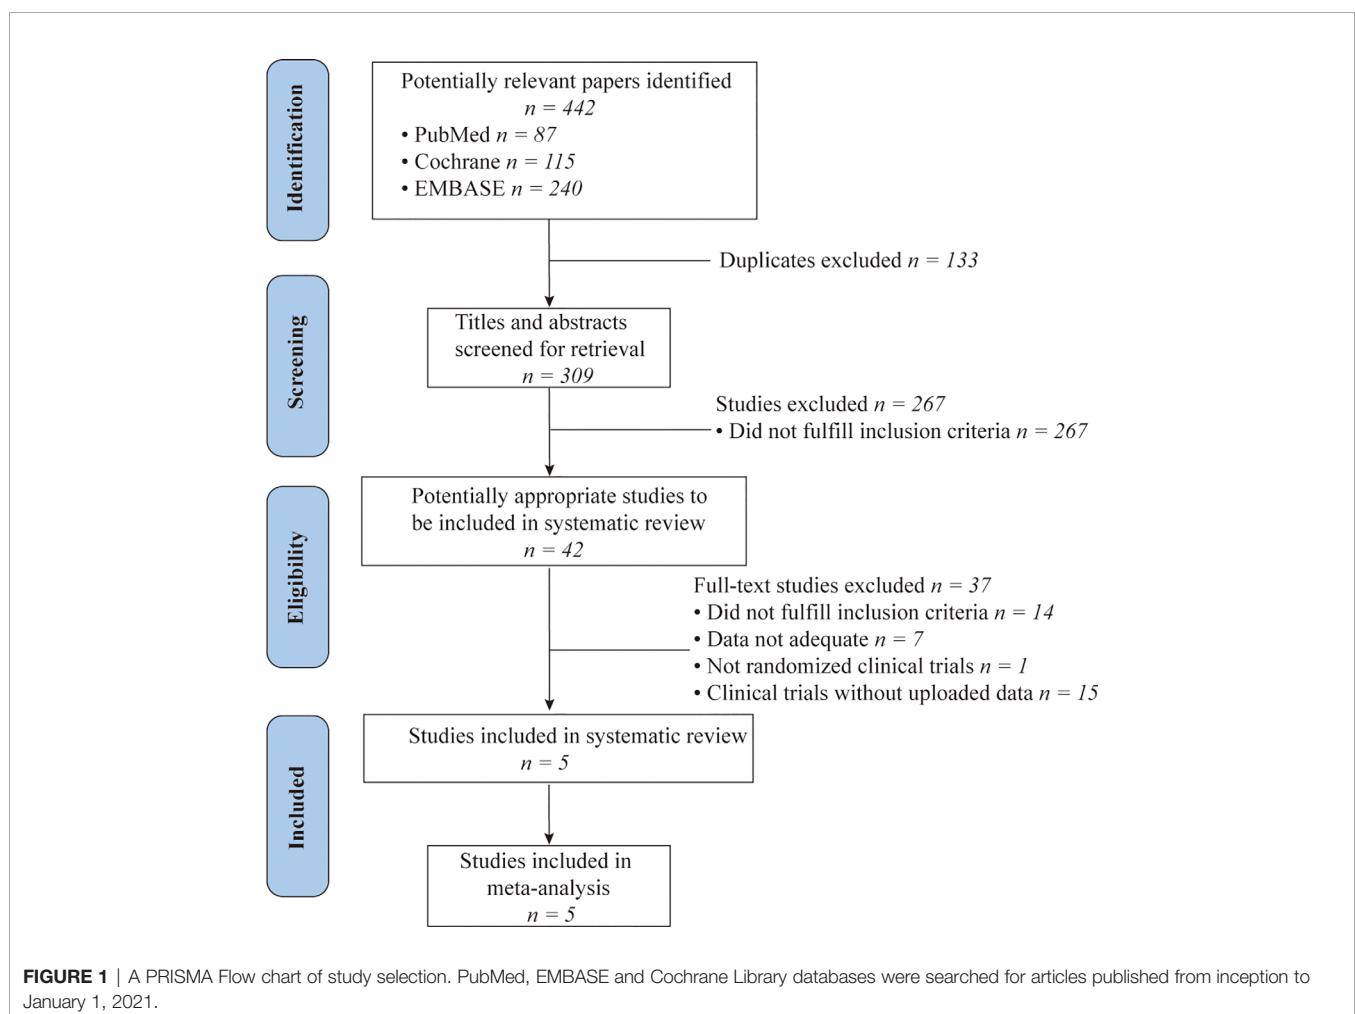 Identification
Potentially relevant papers identified
n = 442
• PubMed n = 87
• Cochrane n = 115
• EMBASE n = 240
Duplicates excluded n = 133
Screening
Titles and abstracts
screened for retrieval
n = 309
Studies excluded n = 267
• Did not fulfill inclusion criteria n = 267
Eligibility
Potentially appropriate studies to
be included in systematic review
n = 42
Full-text studies excluded n = 37
• Did not fulfill inclusion criteria n = 14
• Data not adequate n = 7
• Not randomized clinical trials n = 1
• Clinical trials without uploaded data n = 15
Included
Studies included in systematic review
n = 5
Studies included in
meta-analysis
n = 5
FIGURE 1 | A PRISMA Flow chart of study selection. PubMed, EMBASE and Cochrane Library databases were searched for articles published from inception to
January 1, 2021.